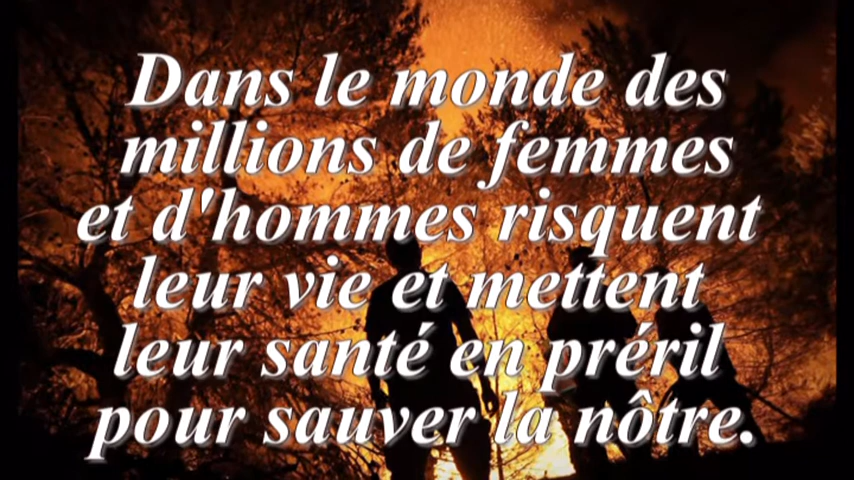 Dans le monde des
millions de femmes
et d'hommes risquent
leur vie et mettent
leur santé en préril
pour sauver la nôtre.